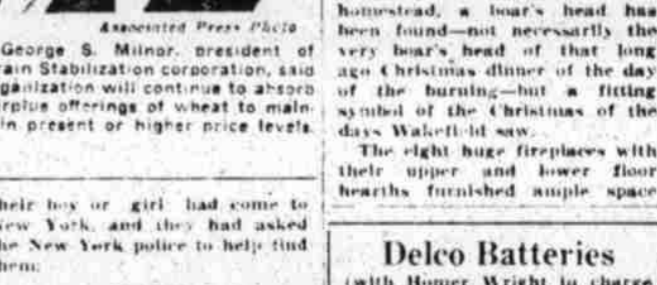 Associated Press Photo
George S. Milnor, president of
rain Stabilization corporation, said
ganization will continue to absorb
rplus offerings of wheat to main-
in present or higher price levels.
heir boy or girl had come to
New York, and they had asked
he New York police to help find
hem:
homestead, a boar's head has
been found—not necessarily the
very boar's head of that long
ago Christmas dinner of the day
of the burning—but a fitting
symbol of the Christmas of the
days Wakefield saw.
The eight huge fireplaces with
their upper and lower floor
hearths furnished ample space
Delco Batteries
(with Homer Wright in charge